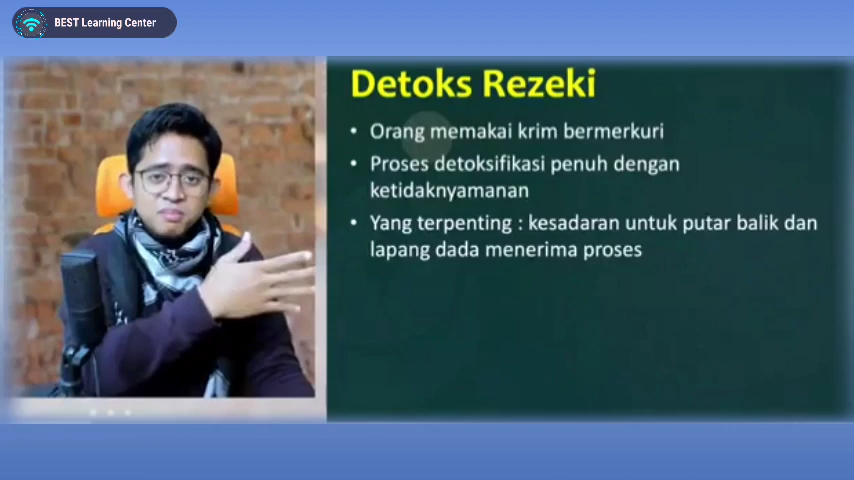 BEST Learning Center
Detoks Rezeki
• Orang memakai krim bermerkuri
• Proses detoksifikasi penuh dengan
ketidaknyamanan
• Yang terpenting : kesadaran untuk putar balik dan
lapang dada menerima proses